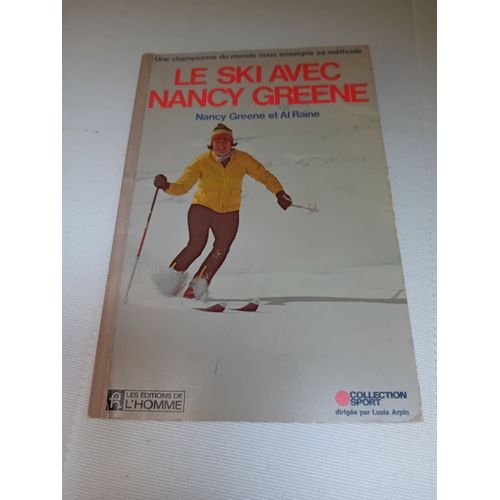 Une championne du monde nous enseigne sa méthode
LE SKI AVEC
NANCY GREENE
Nancy Greene et Al Raine
LES EDITIONS DE
L'HOMME
COLLECTION
SPORT
dirigée par Louis Arpin